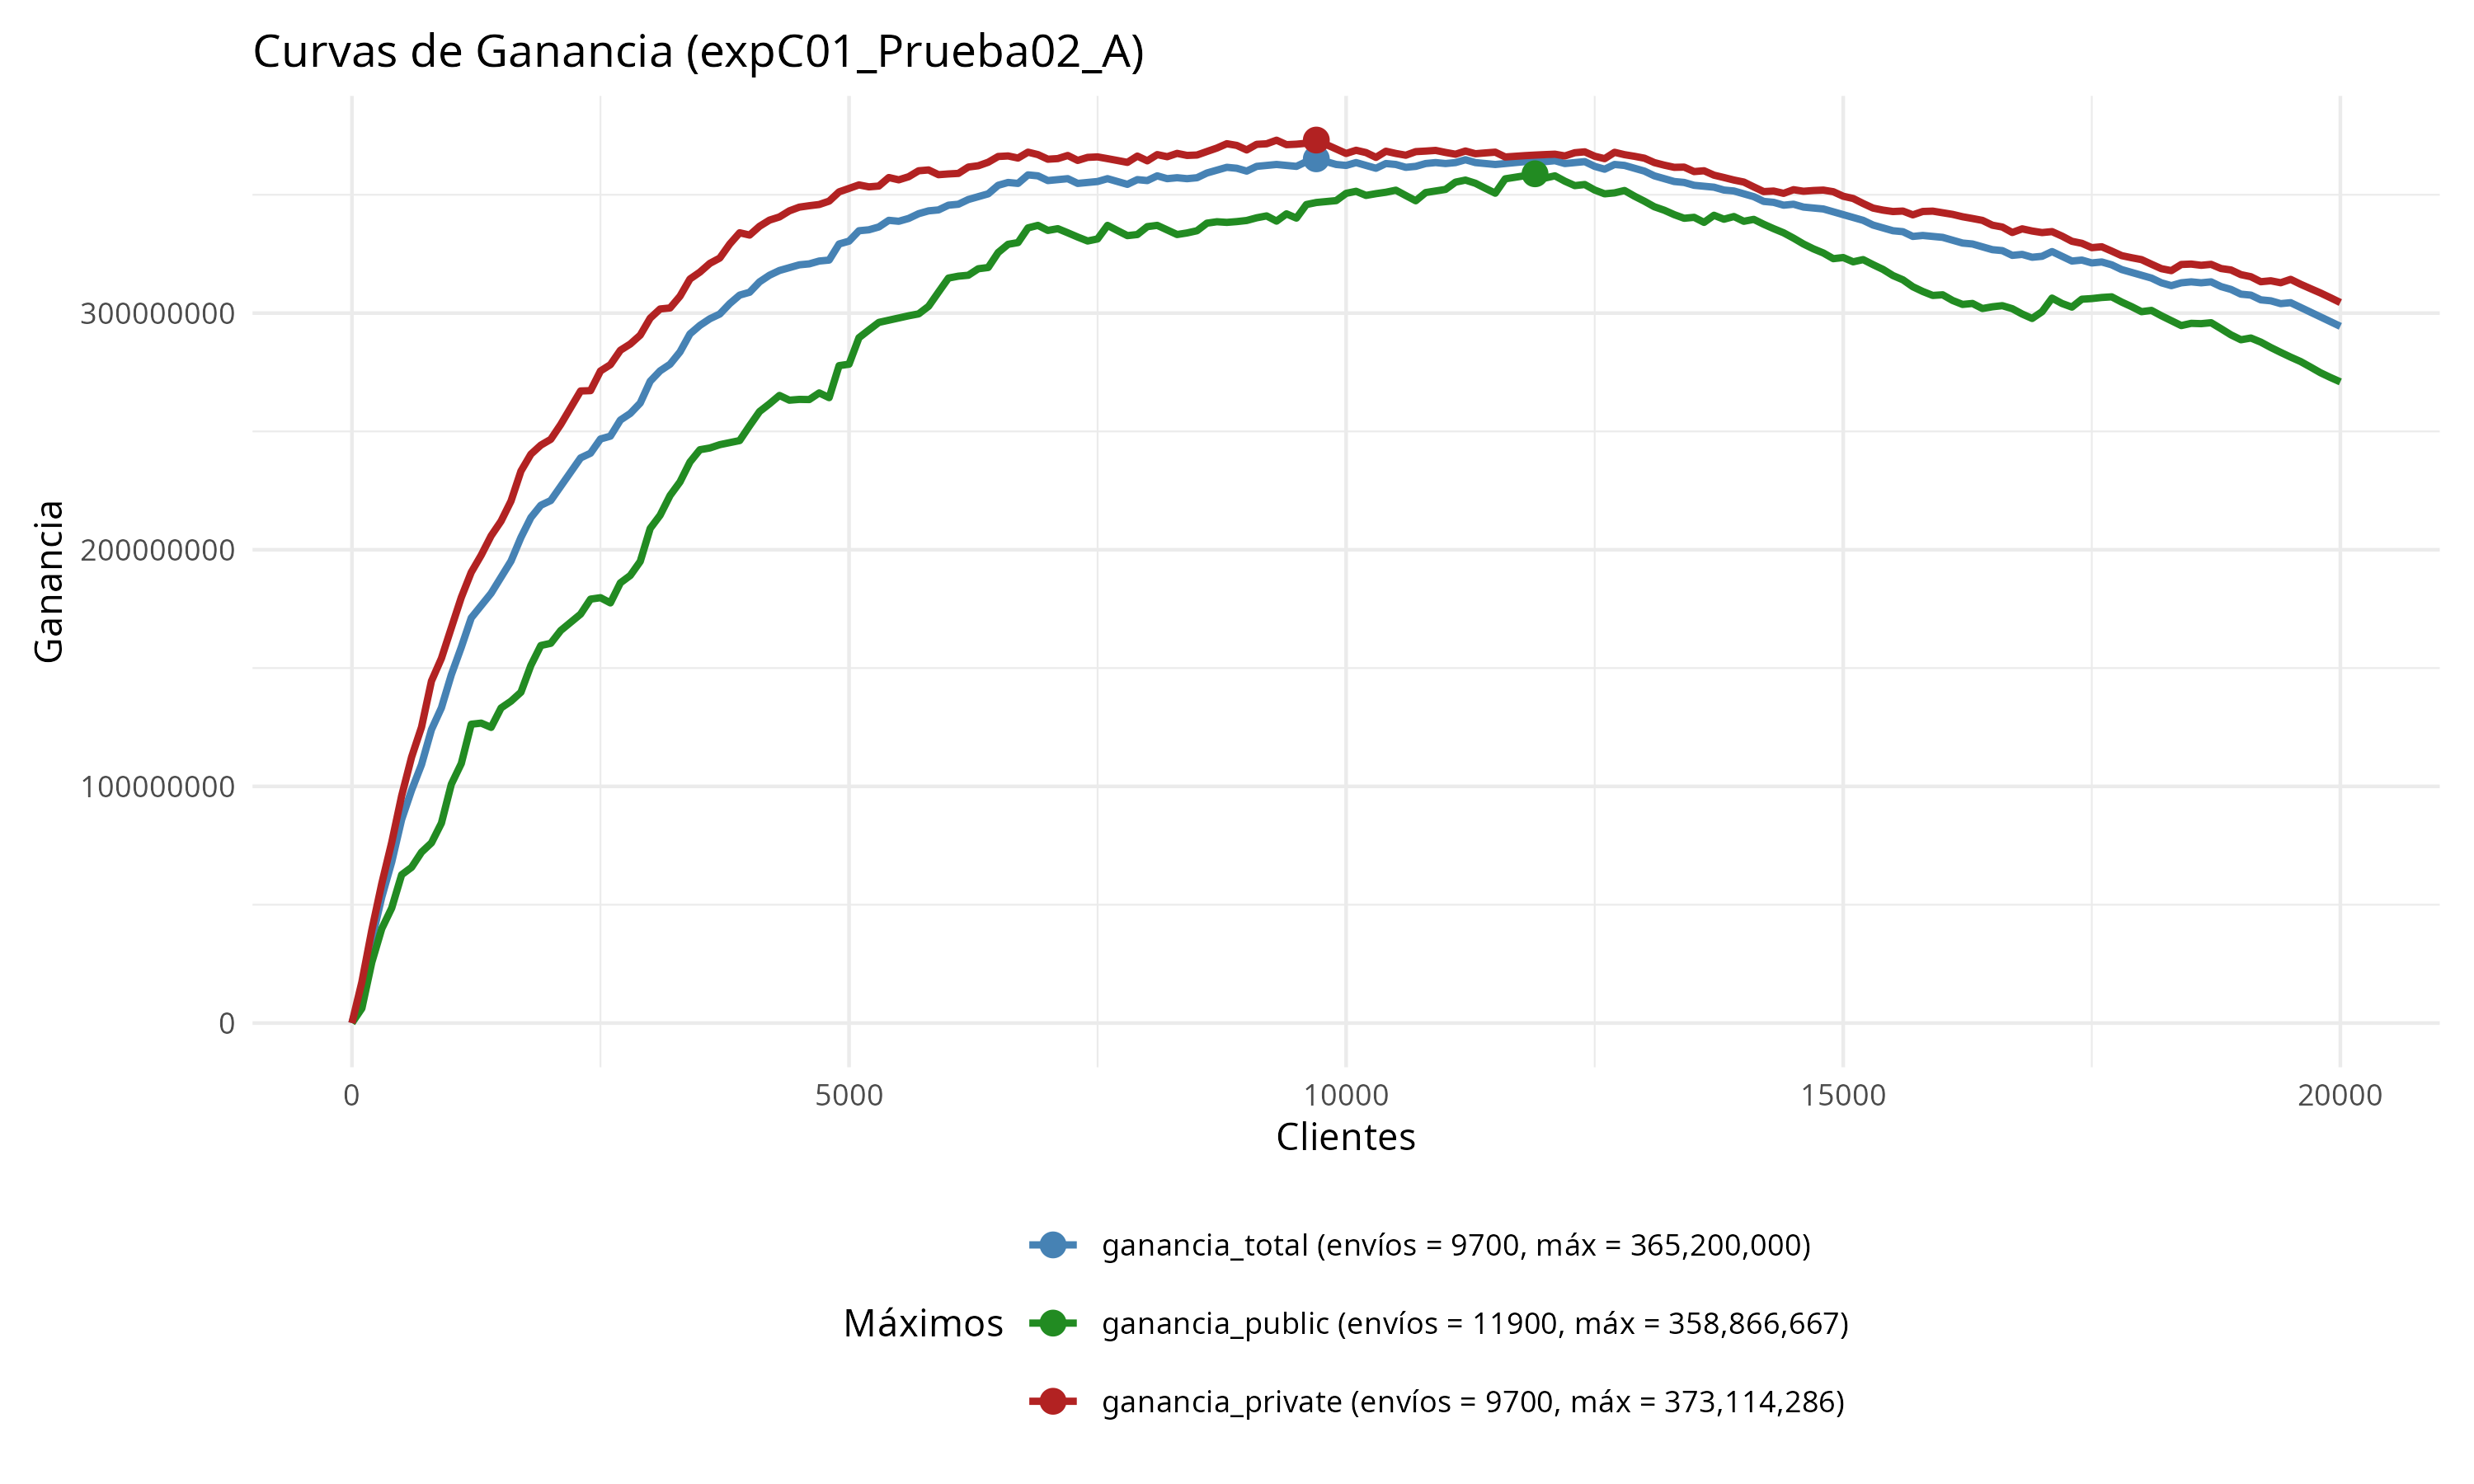 Curvas de Ganancia (expC01_Prueba02_A)
Ganancia
300000000
200000000
100000000
0
0 5000 10000 15000 20000
Clientes
Máximos
ganancia_total (envíos = 9700, máx = 365,200,000)
ganancia_public (envíos = 11900, máx = 358,866,667)
ganancia_private (envíos = 9700, máx = 373,114,286)